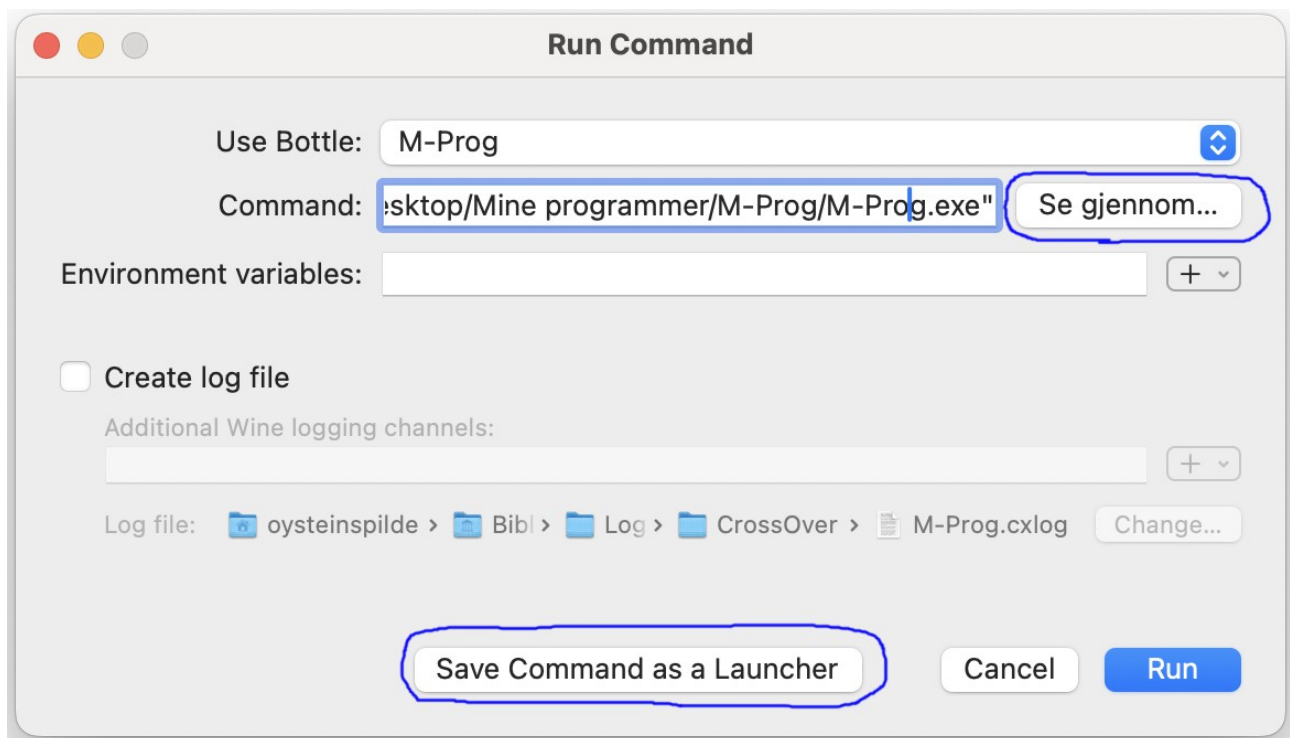 Run Command
Use Bottle: M-Prog
Command: esktop/Mine programmer/M-Prog/M-Prog.exe" Se gjennom...
Environment variables: +
Create log file
Additional Wine logging channels:
+
Log file: oysteinspilde > Bibl > Log > CrossOver > M-Prog.cxlog Change...
Save Command as a Launcher Cancel Run